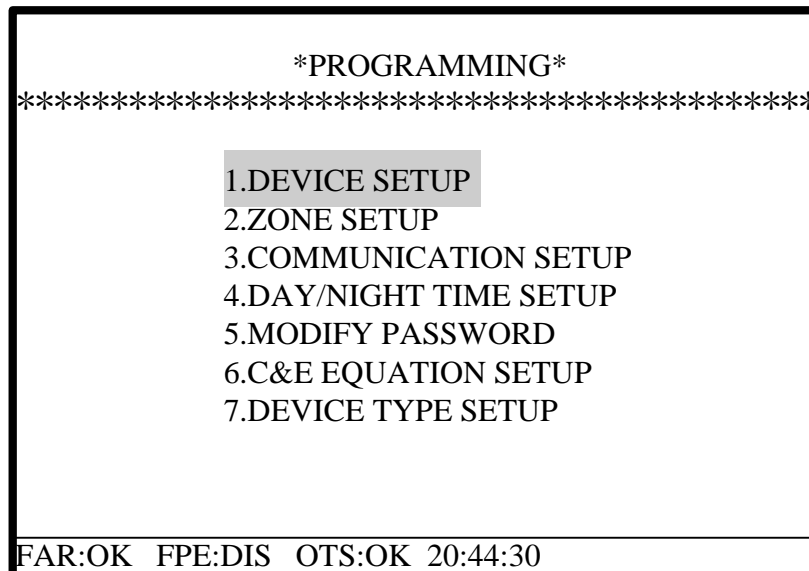 *PROGRAMMING*
*******************************************
1.DEVICE SETUP
2.ZONE SETUP
3.COMMUNICATION SETUP
4.DAY/NIGHT TIME SETUP
5.MODIFY PASSWORD
6.C&E EQUATION SETUP
7.DEVICE TYPE SETUP
FAR:OK FPE:DIS OTS:OK 20:44:30